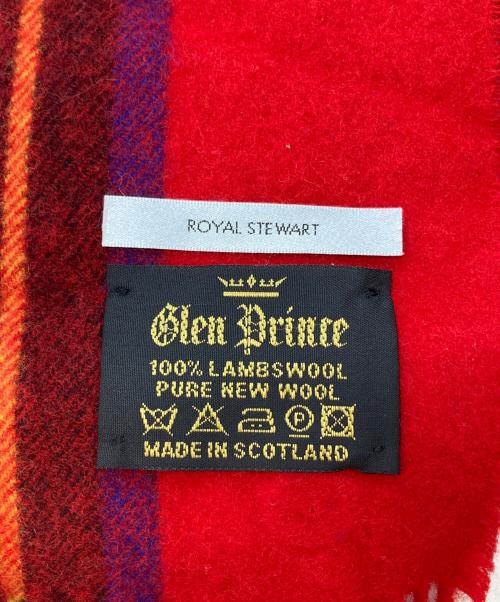 ROYAL STEWART
Glen Prince
100% LAMBSWOOL
PURE NEW WOOL
P
MADE IN SCOTLAND